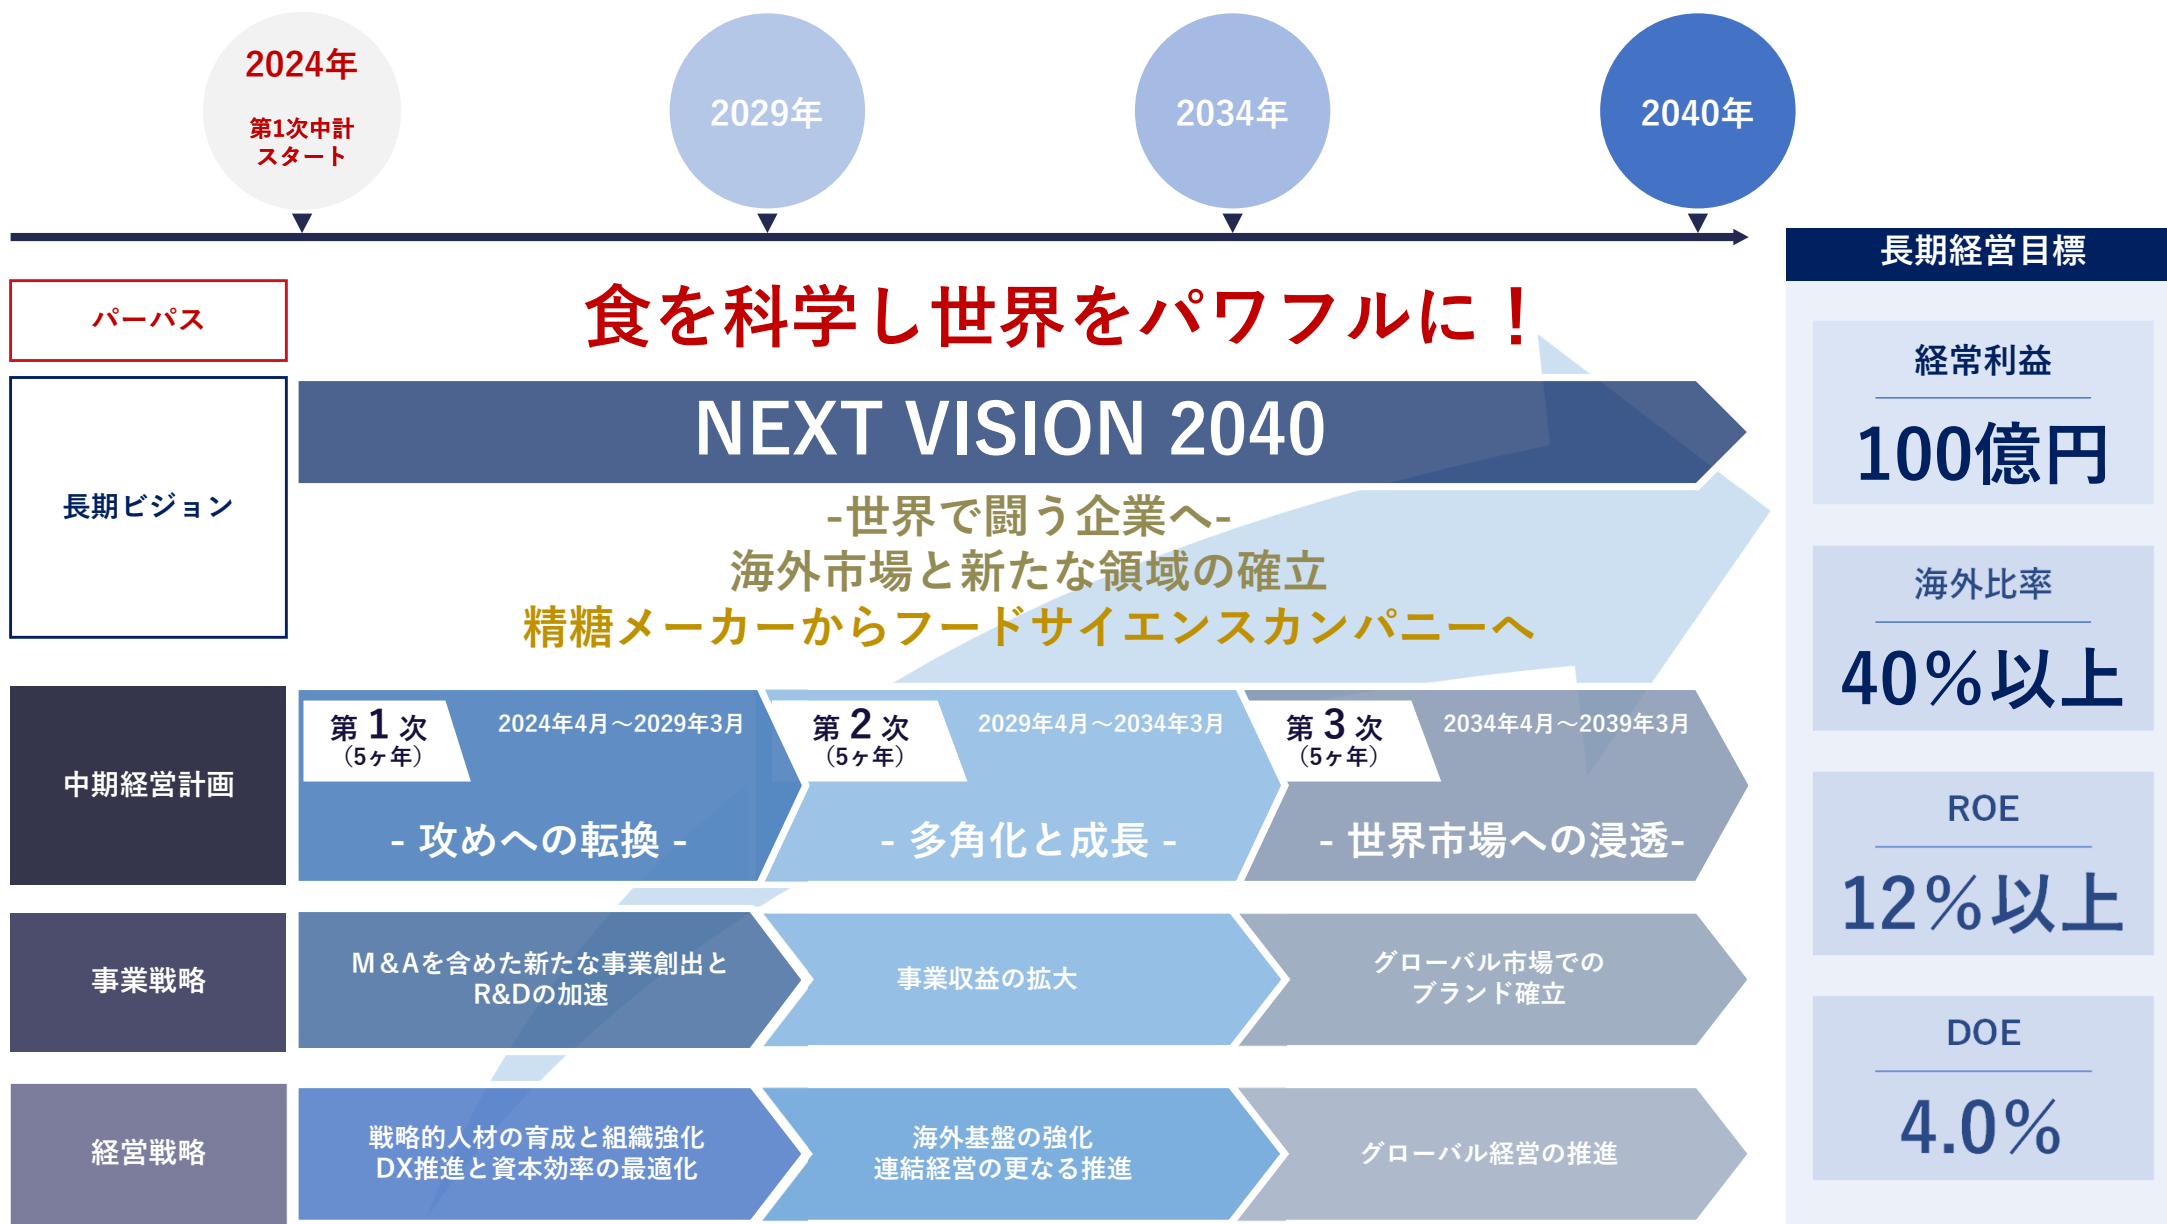 2024年
第1次中計
スタート
2029年
2034年
2040年
パーパス
食を科学し世界をパワフルに！
長期ビジョン
NEXT VISION 2040
-世界で闘う企業へ-
海外市場と新たな領域の確立
精糖メーカーからフードサイエンスカンパニーへ
中期経営計画
第 1 次
（5ヶ年）
2024年4月～2029年3月
- 攻めへの転換 -
第 2 次
（5ヶ年）
2029年4月～2034年3月
- 多角化と成長 -
第 3 次
（5ヶ年）
2034年4月～2039年3月
- 世界市場への浸透-
事業戦略
M＆Aを含めた新たな事業創出と
R&Dの加速
事業収益の拡大
グローバル市場での
ブランド確立
経営戦略
戦略的人材の育成と組織強化
DX推進と資本効率の最適化
海外基盤の強化
連結経営の更なる推進
グローバル経営の推進
長期経営目標
経常利益
100億円
海外比率
40％以上
ROE
12％以上
DOE
4.0％